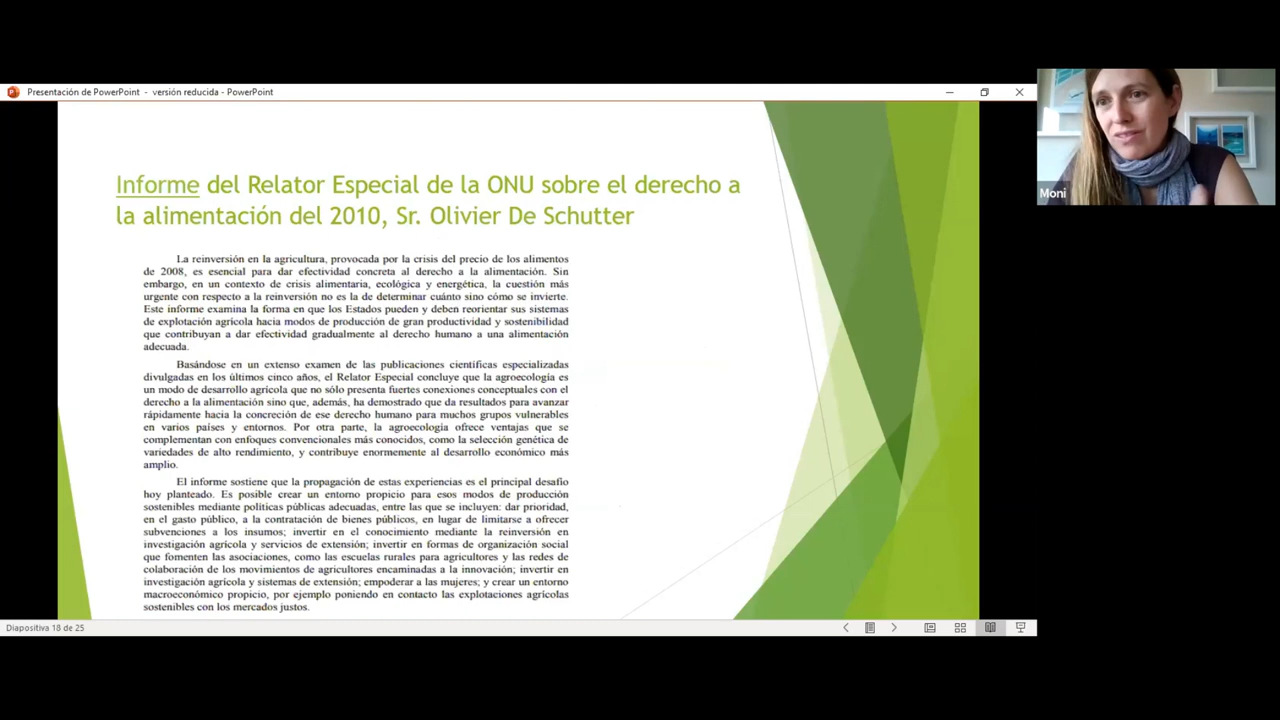 Presentación de PowerPoint - versión reducida - PowerPoint
Moni
Informe del Relator Especial de la ONU sobre el derecho a
la alimentación del 2010, Sr. Olivier De Schutter
La reinversión en la agricultura, provocada por la crisis del precio de los alimentos
de 2008, es esencial para dar efectividad concreta al derecho a la alimentación. Sin
embargo, en un contexto de crisis alimentaria, ecológica y energética, la cuestión más
urgente con respecto a la reinversión no es la de determinar cuánto sino cómo se invierte.
Este informe examina la forma en que los Estados pueden y deben reorientar sus sistemas
de explotación agrícola hacia modos de producción de gran productividad y sostenibilidad
que contribuyan a dar efectividad gradualmente al derecho humano a una alimentación
adecuada.
Basándose en un extenso examen de las publicaciones científicas especializadas
divulgadas en los últimos cinco años, el Relator Especial concluye que la agroecología es
un modo de desarrollo agrícola que no sólo presenta fuertes conexiones conceptuales con el
derecho a la alimentación sino que, además, ha demostrado que da resultados para avanzar
rápidamente hacia la concreción de ese derecho humano para muchos grupos vulnerables
en varios países y entornos. Por otra parte, la agroecología ofrece ventajas que se
complementan con enfoques convencionales más conocidos, como la selección genética de
variedades de alto rendimiento, y contribuye enormemente al desarrollo económico más
amplio.
El informe sostiene que la propagación de estas experiencias es el principal desafío
hoy planteado. Es posible crear un entorno propicio para esos modos de producción
sostenibles mediante políticas públicas adecuadas, entre las que se incluyen: dar prioridad,
en el gasto público, a la contratación de bienes públicos, en lugar de limitarse a ofrecer
subvenciones a los insumos; invertir en el conocimiento mediante la reinversión en
investigación agrícola y servicios de extensión; invertir en formas de organización social
que fomenten las asociaciones, como las escuelas rurales para agricultores y las redes de
colaboración de los movimientos de agricultores encaminadas a la innovación; invertir en
investigación agrícola y sistemas de extensión; empoderar a las mujeres; y crear un entorno
macroeconómico propicio, por ejemplo poniendo en contacto las explotaciones agrícolas
sostenibles con los mercados justos.
Diapositiva 18 de 25